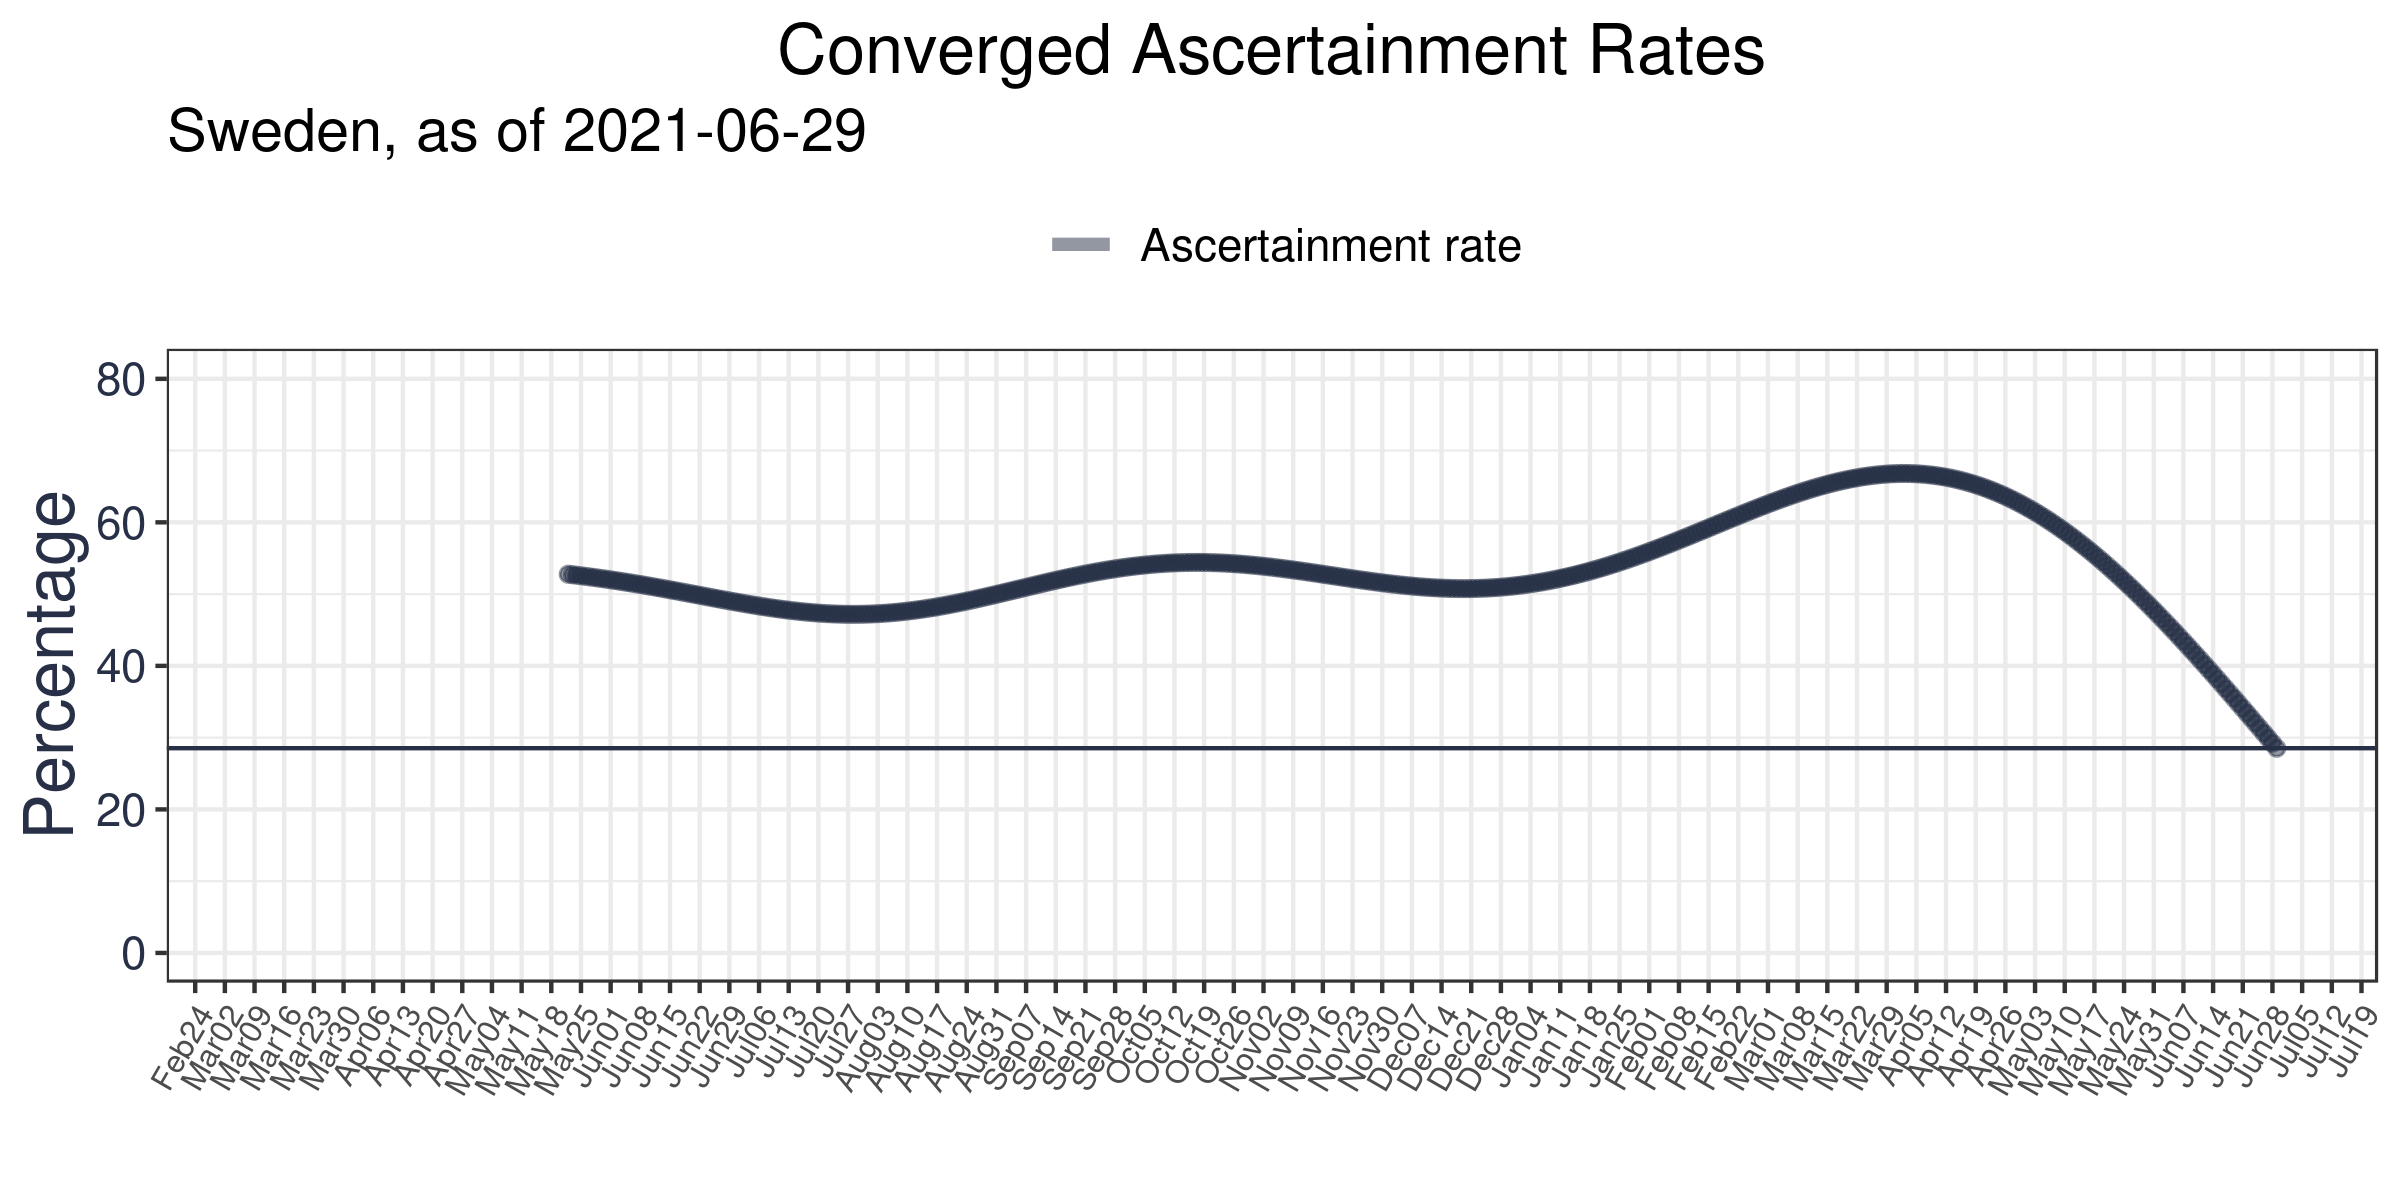 Converged Ascertainment Rates
Sweden, as of 2021-06-29
Ascertainment rate
Percentage
80
60
40
20
0
Feb24 Mar02 Mar09 Mar16 Mar23 Mar30 Apr06 Apr13 Apr20 Apr27 May04 May11 May18 May25 Jun01 Jun08 Jun15 Jun22 Jun29 Jul06 Jul13 Jul20 Jul27 Aug03 Aug10 Aug17 Aug24 Aug31 Sep07 Sep14 Sep21 Sep28 Oct05 Oct12 Oct19 Oct26 Nov02 Nov09 Nov16 Nov23 Nov30 Dec07 Dec14 Dec21 Dec28 Jan04 Jan11 Jan18 Jan25 Feb01 Feb08 Feb15 Feb22 Mar01 Mar08 Mar15 Mar22 Mar29 Apr05 Apr12 Apr19 Apr26 May03 May10 May17 May24 May31 Jun07 Jun14 Jun21 Jun28 Jul05 Jul12 Jul19